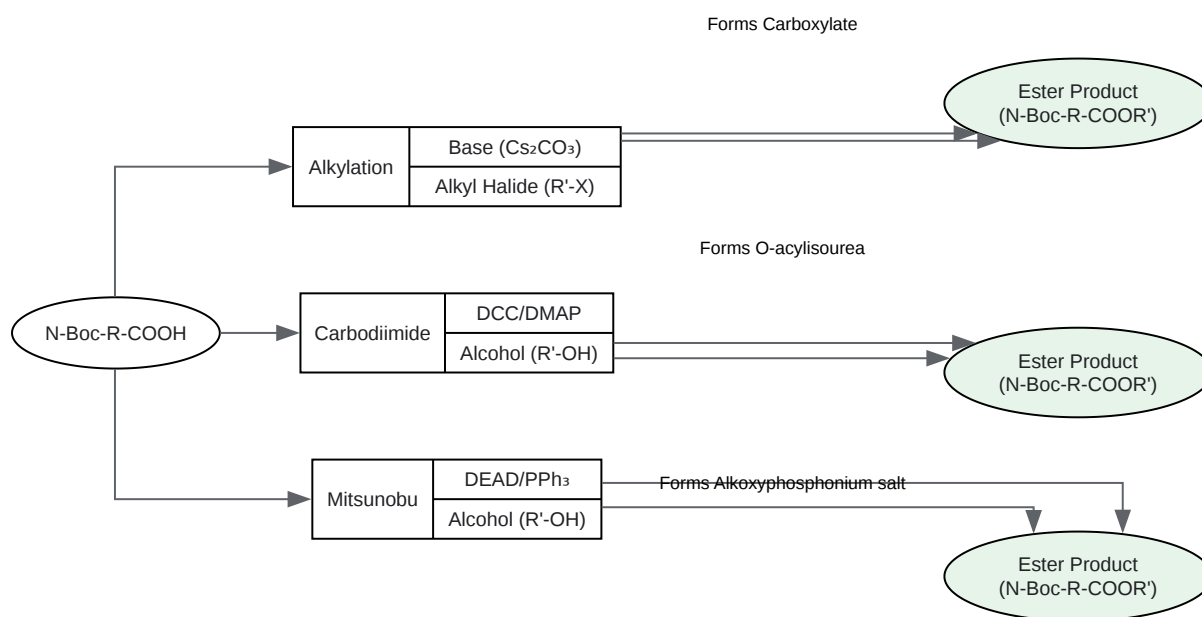 Forms Carboxylate
Ester Product
(N-Boc-R-COOR')
Alkylation
Base (Cs₂CO₃)
Alkyl Halide (R'-X)
Forms O-acylisourea
N-Boc-R-COOH
Carbodiimide
DCC/DMAP
Alcohol (R'-OH)
Ester Product
(N-Boc-R-COOR')
Mitsunobu
DEAD/PPh₃
Alcohol (R'-OH)
Forms Alkoxyphosphonium salt
Ester Product
(N-Boc-R-COOR')